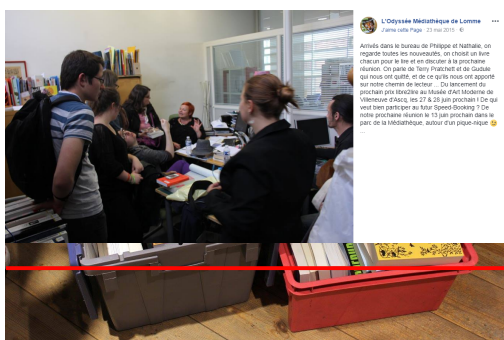 L'Odyssée Médiathèque de Lomme
J'aime cette Page · 23 mai 2015 ·
Arrivés dans le bureau de Philippe et Nathalie, on
regarde toutes les nouveautés, on choisit un livre
chacun pour le lire et en discuter à la prochaine
réunion. On parle de Terry Pratchett et de Gudule
qui nous ont quitté, et de ce qu'ils nous ont apporté
sur notre chemin de lecteur ... Du lancement du
prochain prix libre2lire au Musée d'Art Moderne de
Villeneuve d'Ascq, les 27 & 28 juin prochain ! De qui
veut bien participer au futur Speed-Booking ? De
notre prochaine réunion le 13 juin prochain dans le
parc de la Médiathèque, autour d'un pique-nique 😉
...